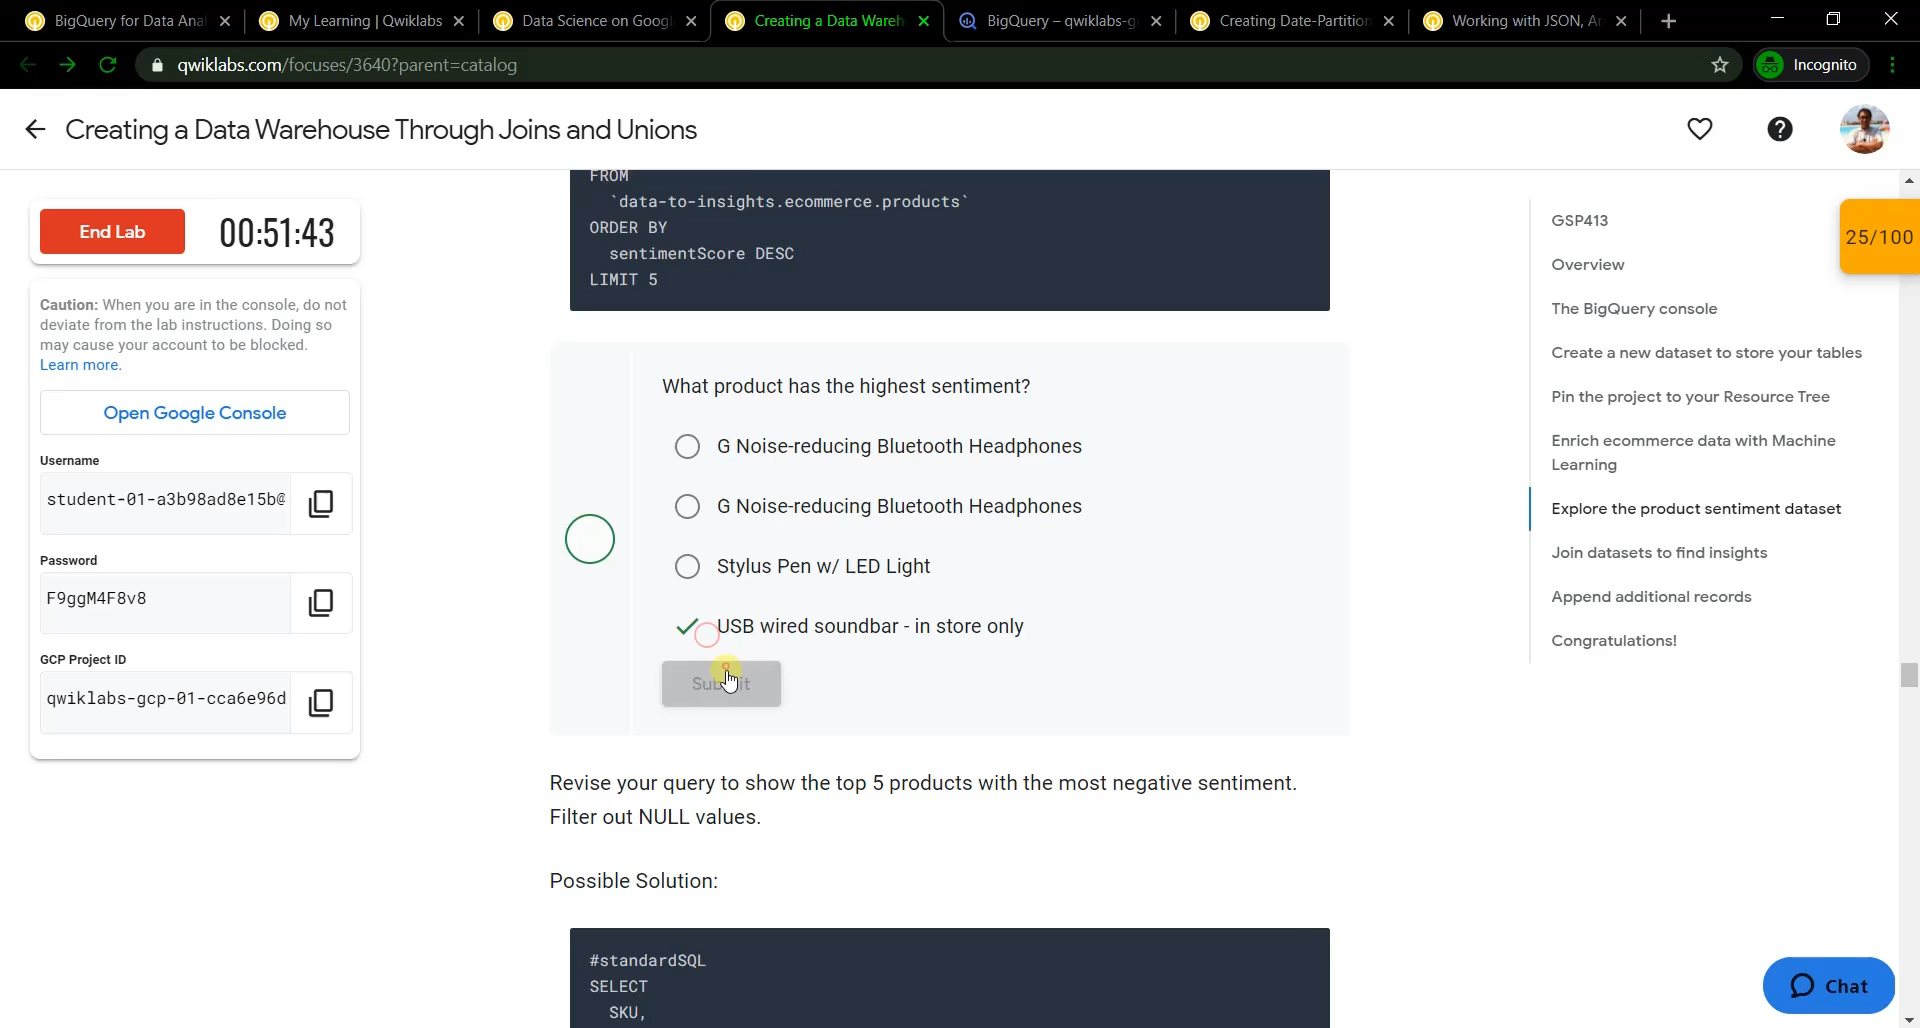 BigQuery for Data Ana
My Learning | Qwiklabs
Data Science on Googl
Creating a Data Wareh
BigQuery – qwiklabs-g
Creating Date-Partition
Working with JSON, Ar
qwiklabs.com/focuses/3640?parent=catalog
Incognito
Creating a Data Warehouse Through Joins and Unions
End Lab
00:51:43
Caution: When you are in the console, do not
deviate from the lab instructions. Doing so
may cause your account to be blocked.
Learn more.
Open Google Console
Username
student-01-a3b98ad8e15b@
Password
F9ggM4F8v8
GCP Project ID
qwiklabs-gcp-01-cca6e96d
FROM
`data-to-insights.ecommerce.products`
ORDER BY
sentimentScore DESC
LIMIT 5
What product has the highest sentiment?
G Noise-reducing Bluetooth Headphones
G Noise-reducing Bluetooth Headphones
Stylus Pen w/ LED Light
USB wired soundbar - in store only
Submit
Revise your query to show the top 5 products with the most negative sentiment.
Filter out NULL values.
Possible Solution:
#standardSQL
SELECT
SKU,
GSP413
Overview
The BigQuery console
Create a new dataset to store your tables
Pin the project to your Resource Tree
Enrich ecommerce data with Machine
Learning
Explore the product sentiment dataset
Join datasets to find insights
Append additional records
Congratulations!
25/100
Chat